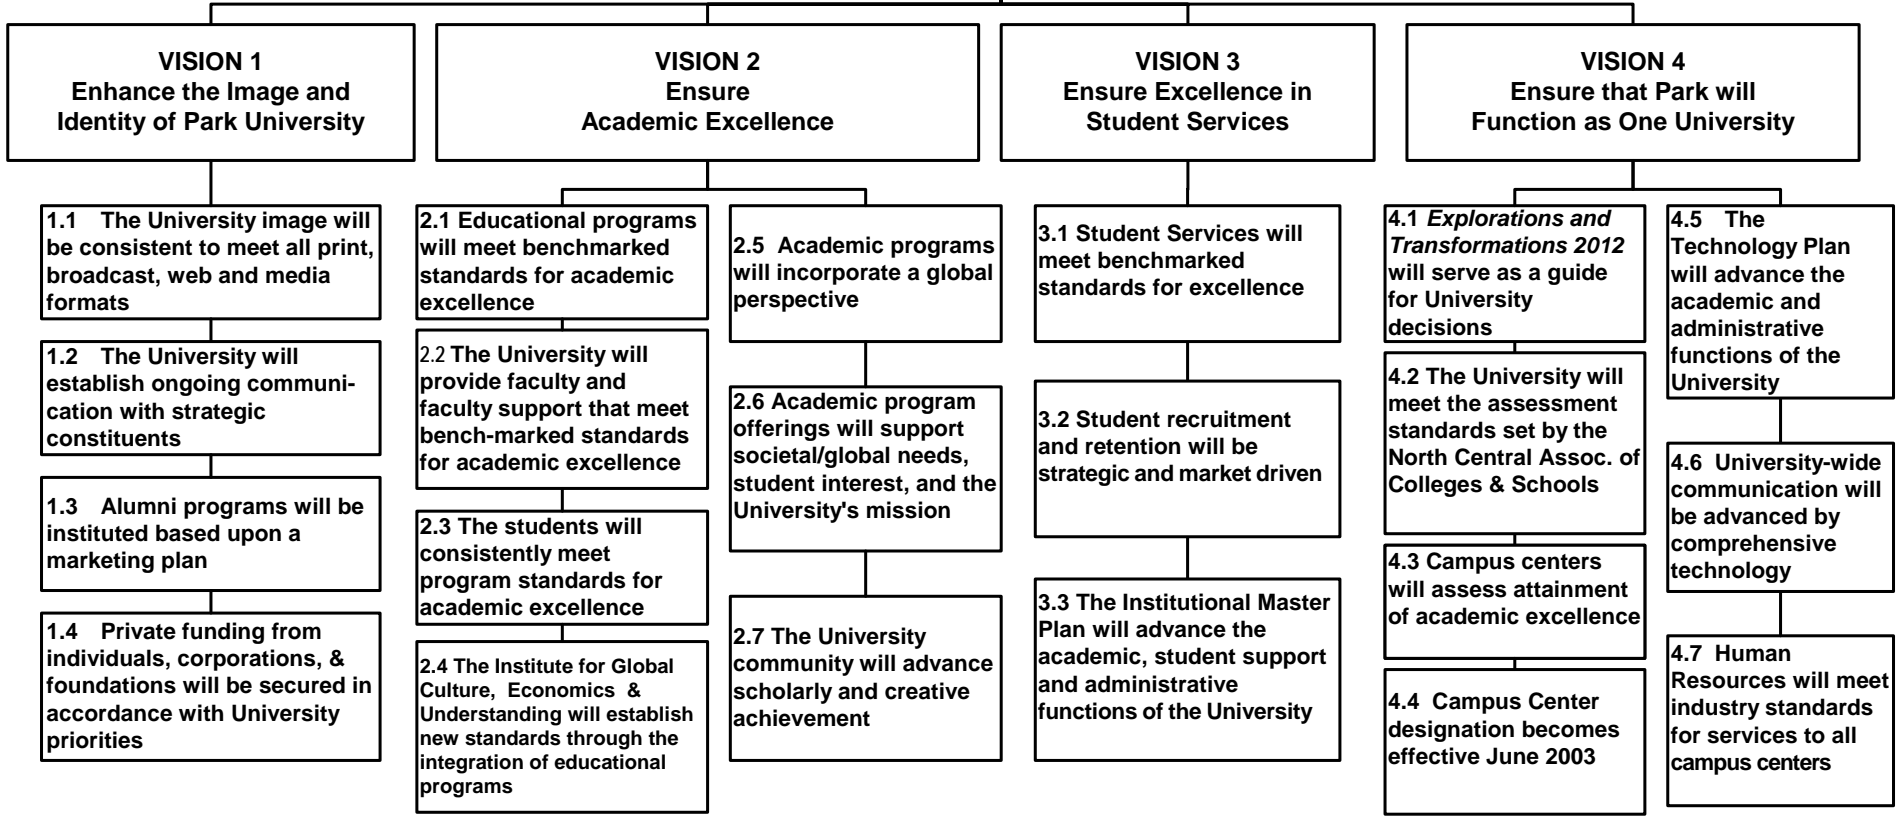 VISION 1
Enhance the Image and
Identity of Park University
1.1 The University image will
be consistent to meet all print,
broadcast, web and media
formats
1.2 The University will
establish ongoing communi-
cation with strategic
constituents
1.3 Alumni programs will be
instituted based upon a
marketing plan
1.4 Private funding from
individuals, corporations, &
foundations will be secured in
accordance with University
priorities
VISION 2
Ensure
Academic Excellence
2.1 Educational programs
will meet benchmarked
standards for academic
excellence
2.2 The University will
provide faculty and
faculty support that meet
bench-marked standards
for academic excellence
2.3 The students will
consistently meet
program standards for
academic excellence
2.4 The Institute for Global
Culture, Economics &
Understanding will establish
new standards through the
integration of educational
programs
2.5 Academic programs
will incorporate a global
perspective
2.6 Academic program
offerings will support
societal/global needs,
student interest, and the
University's mission
2.7 The University
community will advance
scholarly and creative
achievement
VISION 3
Ensure Excellence in
Student Services
3.1 Student Services will
meet benchmarked
standards for excellence
3.2 Student recruitment
and retention will be
strategic and market driven
3.3 The Institutional Master
Plan will advance the
academic, student support
and administrative
functions of the University
VISION 4
Ensure that Park will
Function as One University
4.1 Explorations and
Transformations 2012
will serve as a guide
for University
decisions
4.2 The University will
meet the assessment
standards set by the
North Central Assoc. of
Colleges & Schools
4.3 Campus centers
will assess attainment
of academic excellence
4.4 Campus Center
designation becomes
effective June 2003
4.5 The
Technology Plan
will advance the
academic and
administrative
functions of the
University
4.6 University-wide
communication will
be advanced by
comprehensive
technology
4.7 Human
Resources will meet
industry standards
for services to all
campus centers